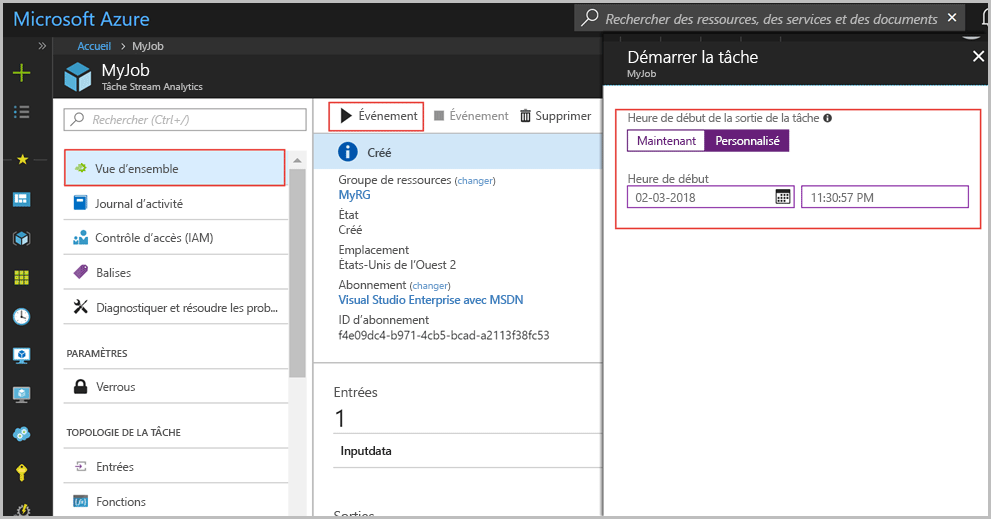 Microsoft Azure
Rechercher des ressources, des services et des documents
Accueil > MyJob
MyJob
Tâche Stream Analytics
Rechercher (Ctrl+/)
Vue d'ensemble
Journal d'activité
Contrôle d'accès (IAM)
Balises
Diagnostiquer et résoudre les prob...
PARAMÈTRES
Verrous
TOPOLOGIE DE LA TÂCHE
Entrées
Fonctions
Événement
Événement
Supprimer
Créé
Groupe de ressources (changer)
MyRG
État
Créé
Emplacement
États-Unis de l'Ouest 2
Abonnement (changer)
Visual Studio Enterprise avec MSDN
ID d'abonnement
f4e09dc4-b971-4cb5-bcad-a2113f38fc53
Entrées
1
Inputdata
Sorties
Démarrer la tâche
MyJob
Heure de début de la sortie de la tâche
Maintenant
Personnalisé
Heure de début
02-03-2018
11:30:57 PM